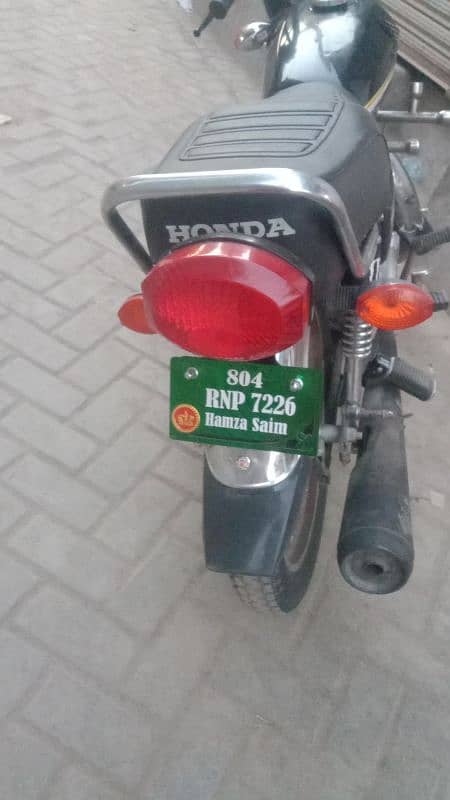 HONDA
804
RNP 7226
Hamza Saim